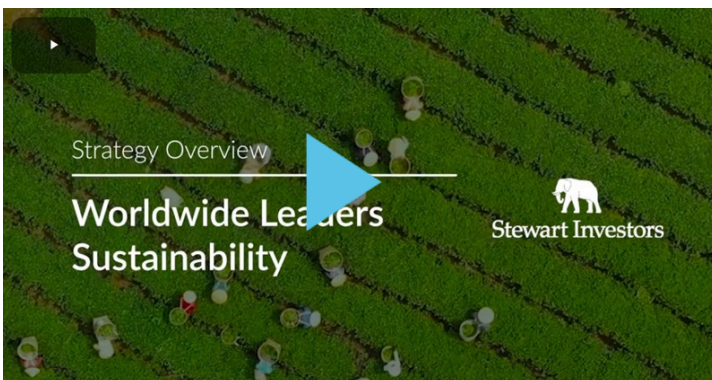 Strategy Overview
Worldwide Leaders
Sustainability
Stewart Investors